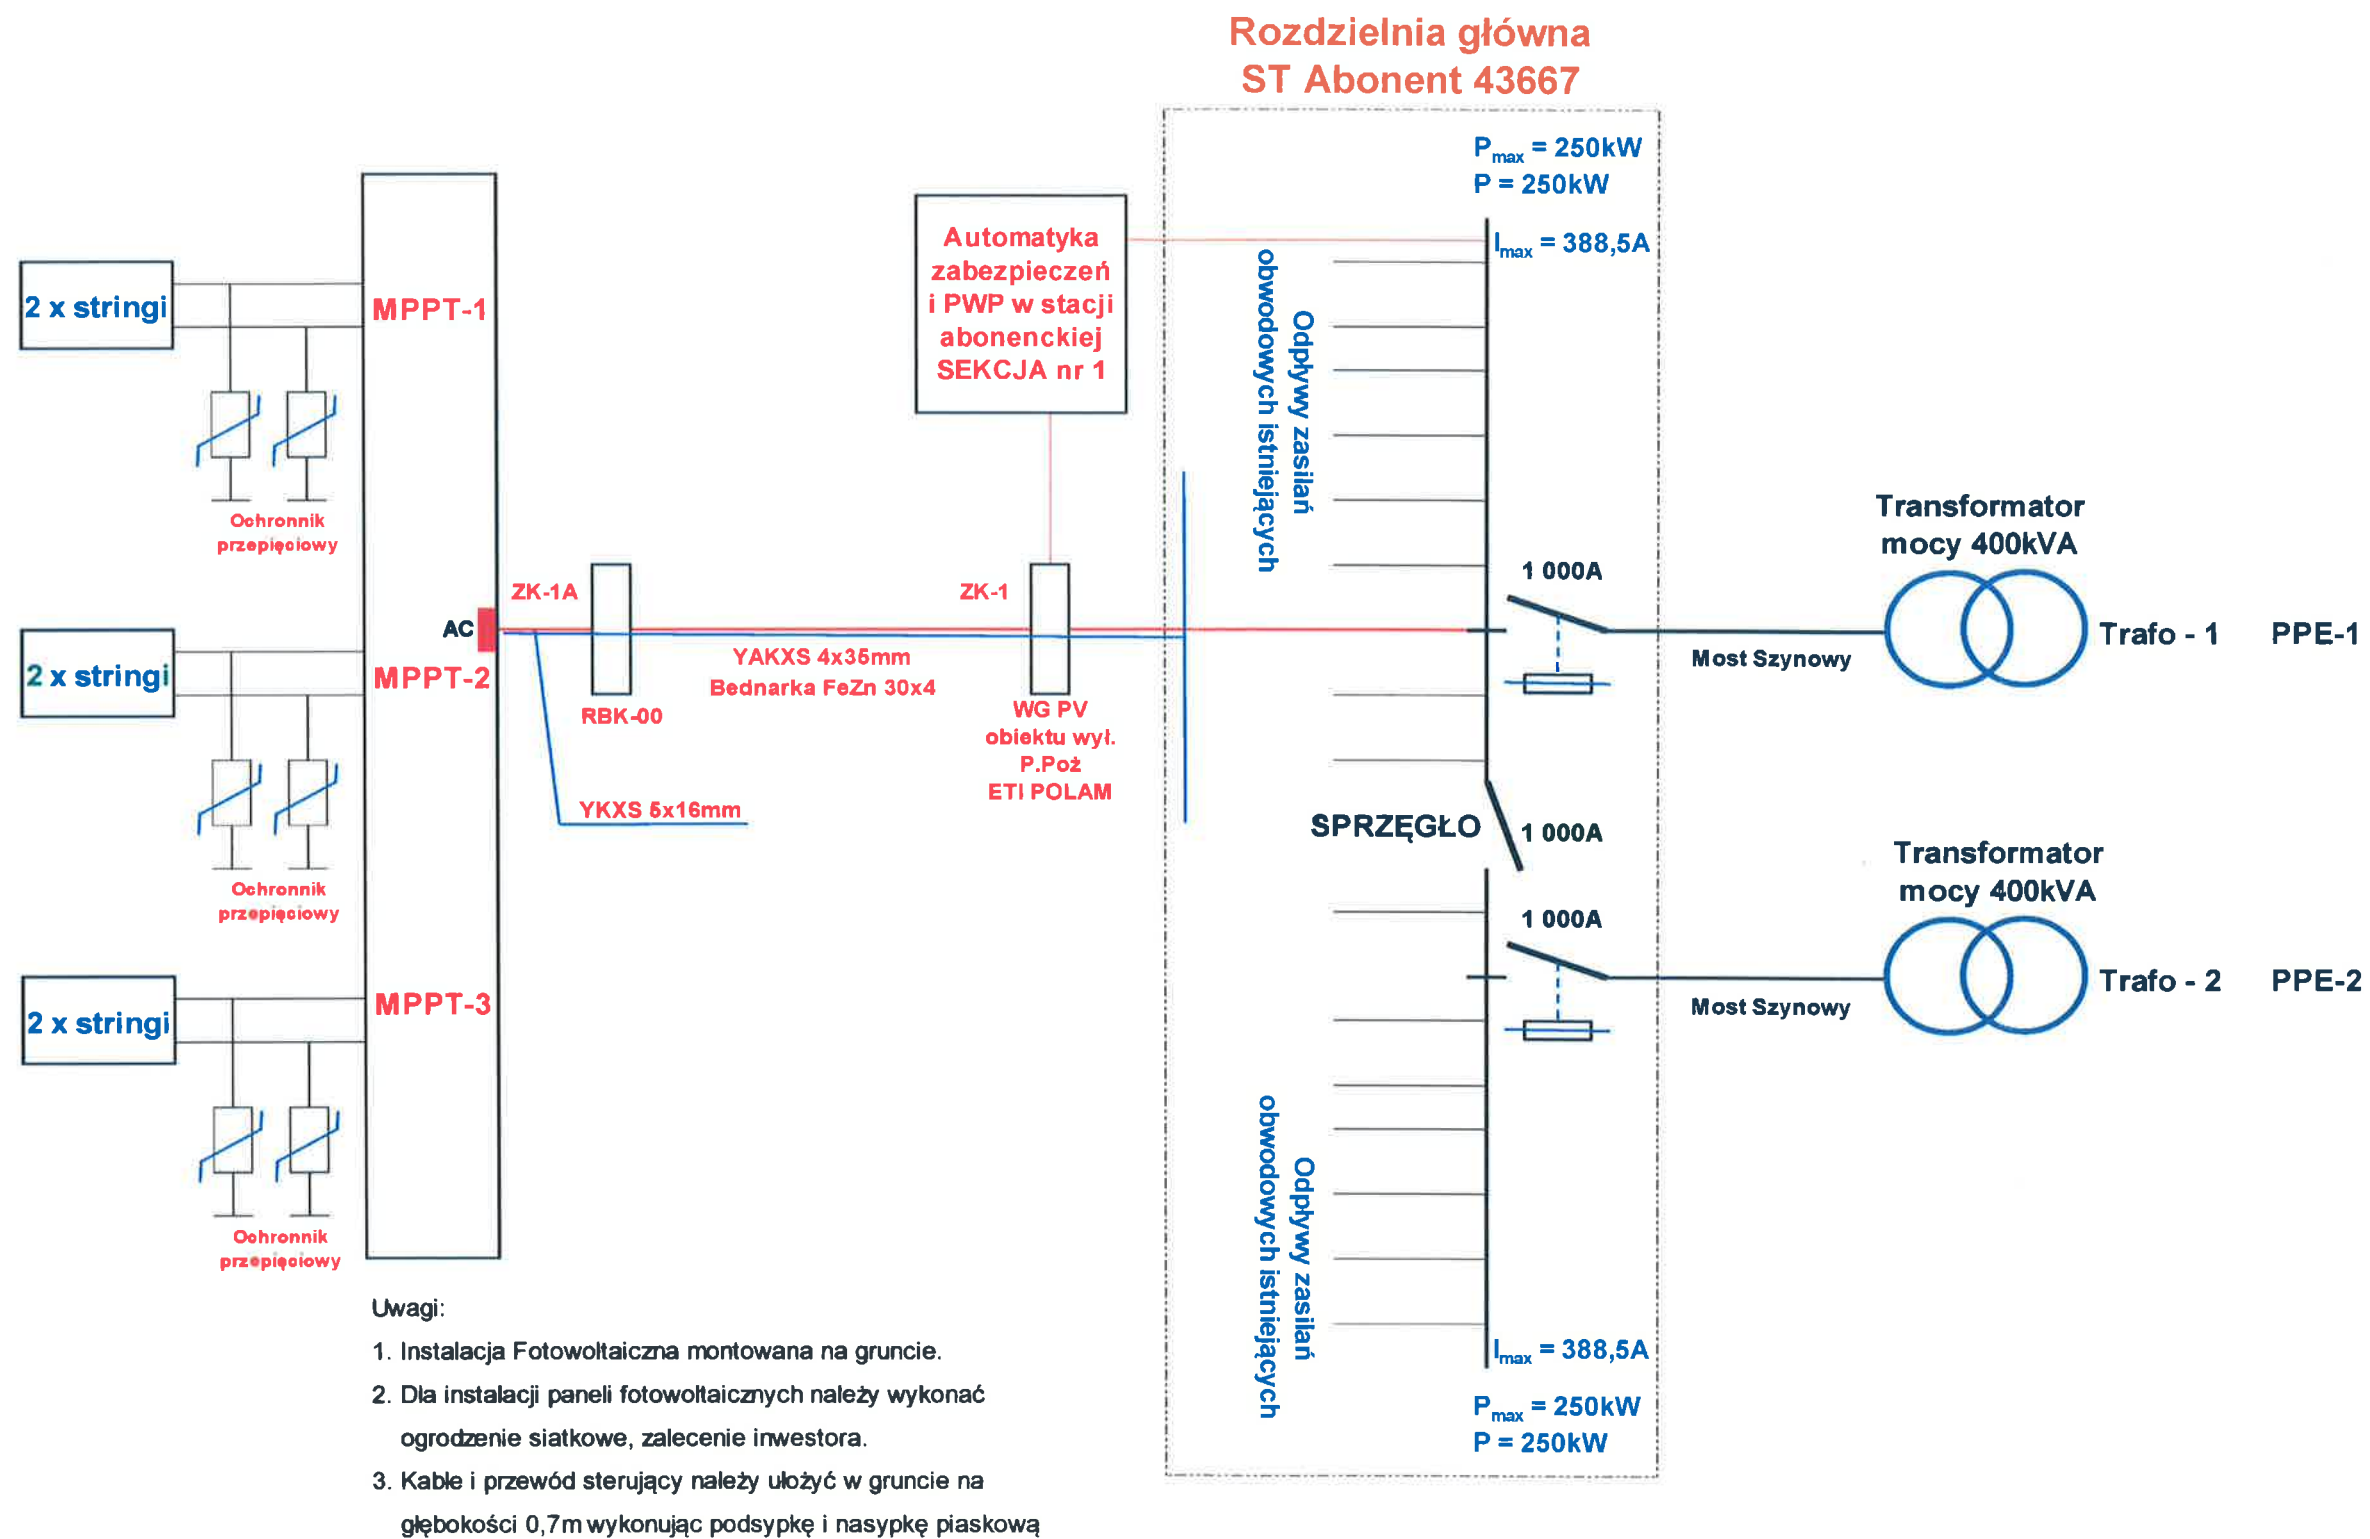 Rozdzielnia główna
ST Abonent 43667
P max = 250kW
P = 250kW
I max = 388,5A
Automatyka
zabezpieczeń
i PWP w stacji
abonenckiej
SEKCJA nr 1
Odpływy zasilań
obwodowych istniejących
2 x stringi
MPPT-1
Ochronnik
przepięciowy
Transformator
mocy 400kVA
1 000A
ZK-1A
ZK-1
AC
Trafo - 1
PPE-1
Most Szynowy
YAKXS 4x35mm
Bednarka FeZn 30x4
2 x stringi
MPPT-2
RBK-00
WG PV
obiektu wył.
P.Poż
ETI POLAM
YKXS 5x16mm
SPRZĘGŁO
1 000A
Ochronnik
przepięciowy
Transformator
mocy 400kVA
1 000A
Trafo - 2
PPE-2
Most Szynowy
2 x stringi
MPPT-3
Ochronnik
przepięciowy
Odpływy zasilań
obwodowych istniejących
I max = 388,5A
P max = 250kW
P = 250kW
Uwagi:
1. Instalacja Fotowoltaiczna montowana na gruncie.
2. Dla instalacji paneli fotowoltaicznych należy wykonać
ogrodzenie siatkowe, zalecenie inwestora.
3. Kable i przewód sterujący należy ułożyć w gruncie na
głębokości 0,7m wykonując podsypkę i nasypkę piaskową